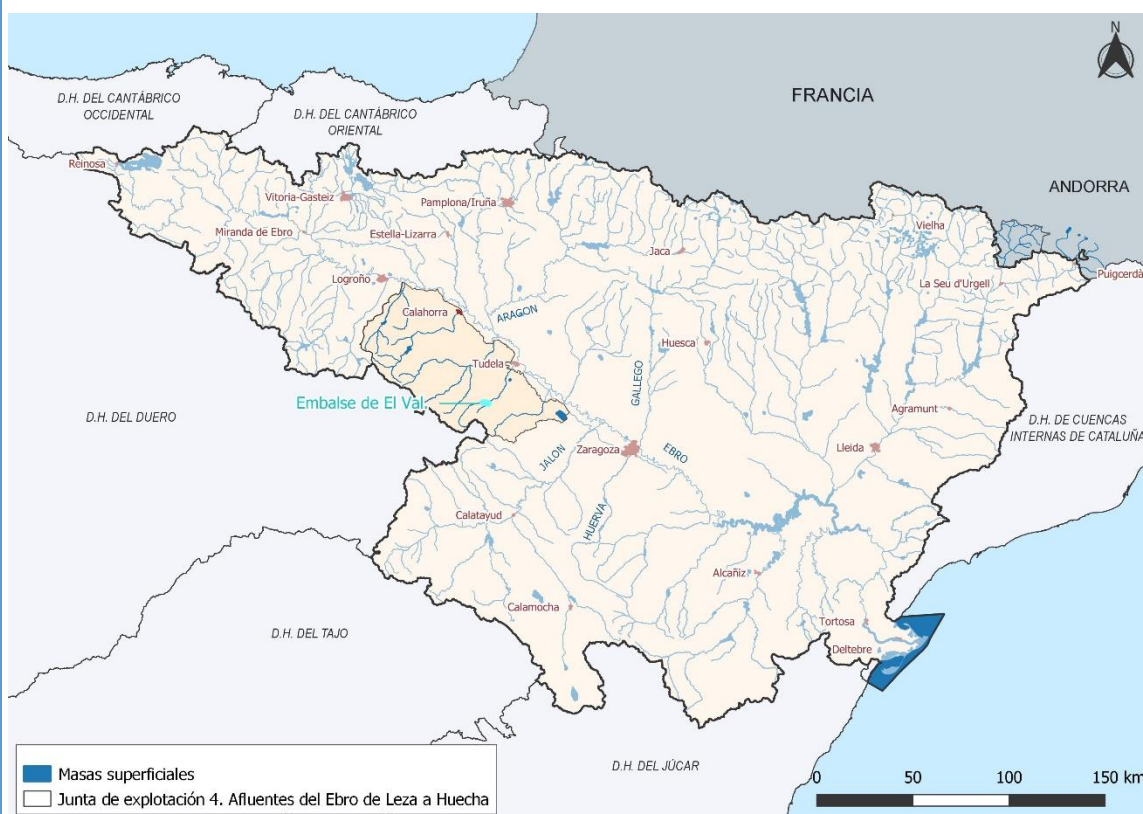 N
FRANCIA
D.H. DEL CANTÁBRICO
OCCIDENTAL
D.H. DEL CANTÁBRICO
ORIENTAL
Reinosa
ANDORRA
Vitoria-Gasteiz
Pamplona/Iruña
Miranda de Ebro
Estella-Lizarra
Vielha
Jaca
Puigcerdà
La Seu d'Urgell
Logroño
Calahorra
ARAGON
Huesca
Tudela
GALLEGO
Embalse de El Val
D.H. DEL DUERO
Agramunt
D.H. DE CUENCAS
INTERNAS DE CATALUÑA
Lleida
JALON
Zaragoza
EBRO
Calatayud
HUERVA
Alcañiz
Calamocha
D.H. DEL TAJO
Tortosa
Deltebre
D.H. DEL JÚCAR
Masas superficiales
Junta de explotación 4. Afluentes del Ebro de Leza a Huecha
0 50 100 150 km